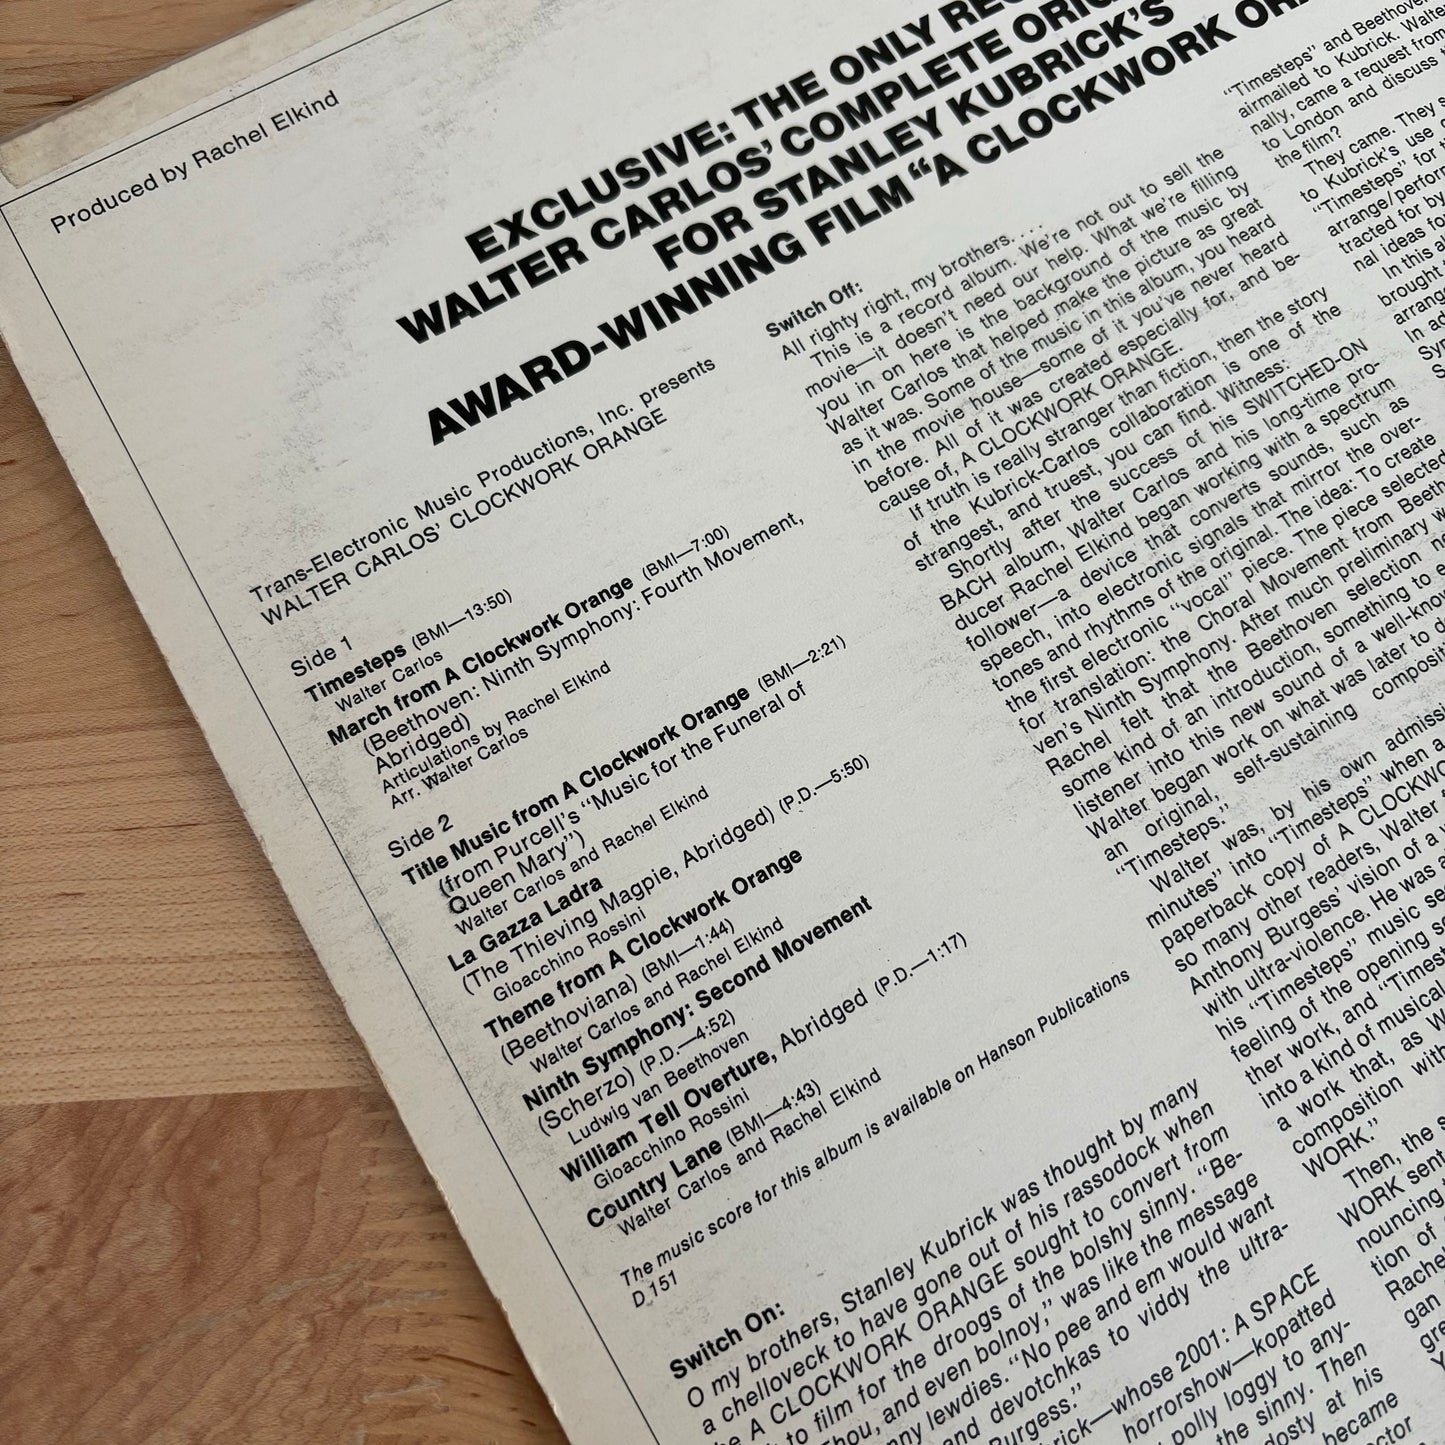 Produced by Rachel Elkind
EXCLUSIVE: THE ONLY
WALTER CARLOS' COMPLETE
FOR STANLEY KUBRICK'S
AWARD-WINNING FILM “A CLOCKWORK
Trans-Electronic Music Productions, Inc. presents
WALTER CARLOS' CLOCKWORK ORANGE
Side 1
Timesteps (BMI—13:50)
Walter Carlos
March from A Clockwork Orange (BMI—7:00)
(Beethoven: Ninth Symphony: Fourth Movement,
Abridged)
Articulations by Rachel Elkind
Arr. Walter Carlos
Side 2
Title Music from A Clockwork Orange (BMI—2:21)
(from Purcell's “Music for the Funeral of
Queen Mary”)
Walter Carlos and Rachel Elkind
La Gazza Ladra
(The Thieving Magpie, Abridged) (P.D.—5:50)
Gioacchino Rossini
Theme from A Clockwork Orange
(Beethoviana) (BMI—1:44)
Walter Carlos and Rachel Elkind
Ninth Symphony: Second Movement
(Scherzo) (P.D.—4:52)
Ludwig van Beethoven
William Tell Overture, Abridged (P.D.—1:17)
Gioacchino Rossini
Country Lane (BMI—4:43)
Walter Carlos and Rachel Elkind
The music score for this album is available on Hanson Publications
D 151
Switch On:
O my brothers, Stanley Kubrick was thought by many
a chelloveck to have gone out of his rassodock when
A CLOCKWORK ORANGE sought to convert from
to film for the droogs of the bolshy sinny. “Be-
and even bolnoy,” was like the message
lewdies. “No pee and em would want
and devotchkas to viddy the ultra-
whose 2001: A SPACE
horrorshow—kopatted
polly loggy to any-
the sinny. Then
at his
became
Switch Off:
All righty right, my brothers. . . .
This is a record album. We're not out to sell the
movie—it doesn't need our help. What we're filling
you in on here is the background of the music by
Walter Carlos that helped make the picture as great
as it was. Some of the music in this album, you heard
in the movie house—some of it you've never heard
before. All of it was created especially for, and be-
cause of, A CLOCKWORK ORANGE.
If truth is really stranger than fiction, then the story
of the Kubrick-Carlos collaboration is one of the
strangest, and truest, you can find. Witness:
Shortly after the success of his SWITCHED-ON
BACH album, Walter Carlos and his long-time pro-
ducer Rachel Elkind began working with a spectrum
follower—a device that converts sounds, such as
speech, into electronic signals that mirror the over-
tones and rhythms of the original. The idea: To create
the first electronic “vocal” piece. The piece selected
for translation: the Choral Movement from
ven's Ninth Symphony. After much preliminary
Rachel felt that the Beethoven selection
some kind of an introduction, something to
listener into this new sound of a
Walter began work on what was later to
an original, self-sustaining
“Timesteps.”
Walter was, by his own
minutes” into “Timesteps” when a
paperback copy of A
so many other readers, Walter
Anthony Burgess' vision of a
with ultra-violence. He was
his “Timesteps” music
feeling of the opening
ther work, and
into a kind of musical
a work that, as
composition
WORK.”
Then, the
WORK sent
nouncing
tion of
“Timesteps” and
airmailed to Kubrick.
nally, came a request from
to London and discuss
the film?
They came. They
to Kubrick's use
“Timesteps” for
arrange/
tracted for by
nal ideas
In this
brought